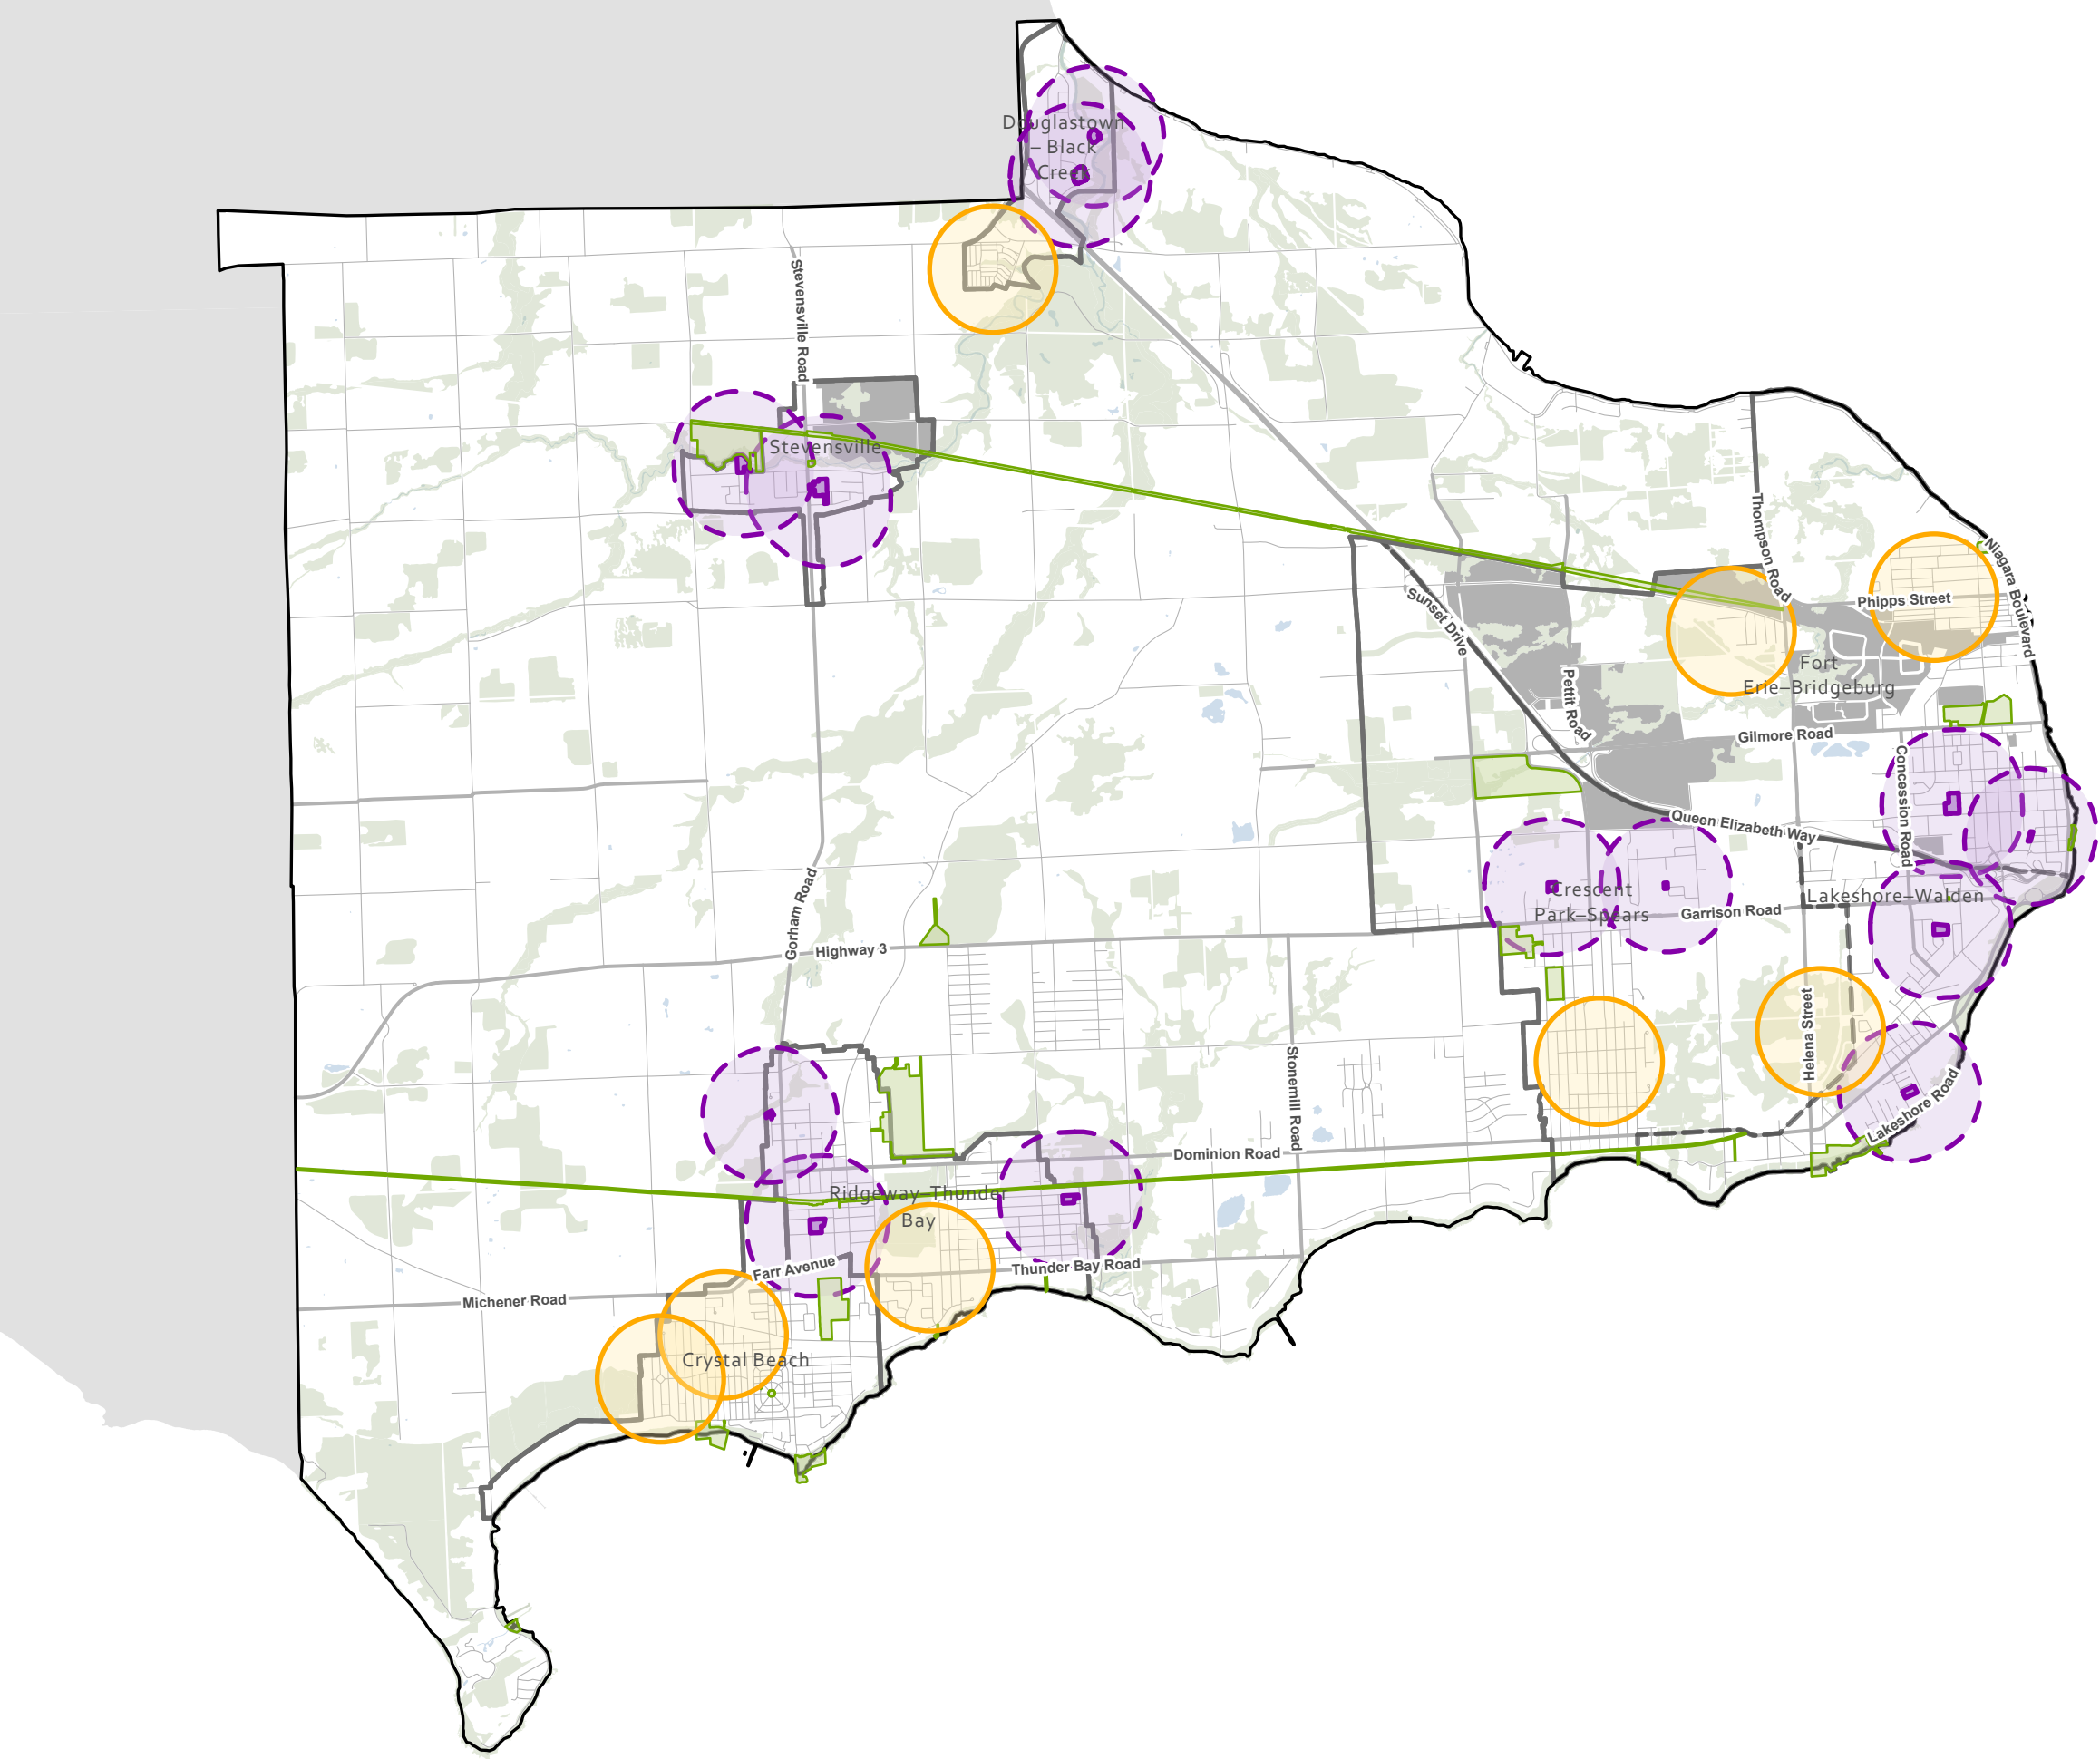 Douglastown
– Black
Creek
Stevensville Road
Stevensville
Thompson Road
Niagara Boulevard
Phipps Street
Sunset Drive
Fort
Erie–Bridgeburg
Pettit Road
Gilmore Road
Concession Road
Queen Elizabeth Way
Crescent
Park–Spears
Lakeshore–Walden
Garrison Road
Gorham Road
Highway 3
Helena Street
Stonemill Road
Lakeshore Road
Dominion Road
Ridgeway–Thunder
Bay
Farr Avenue
Thunder Bay Road
Michener Road
Crystal Beach